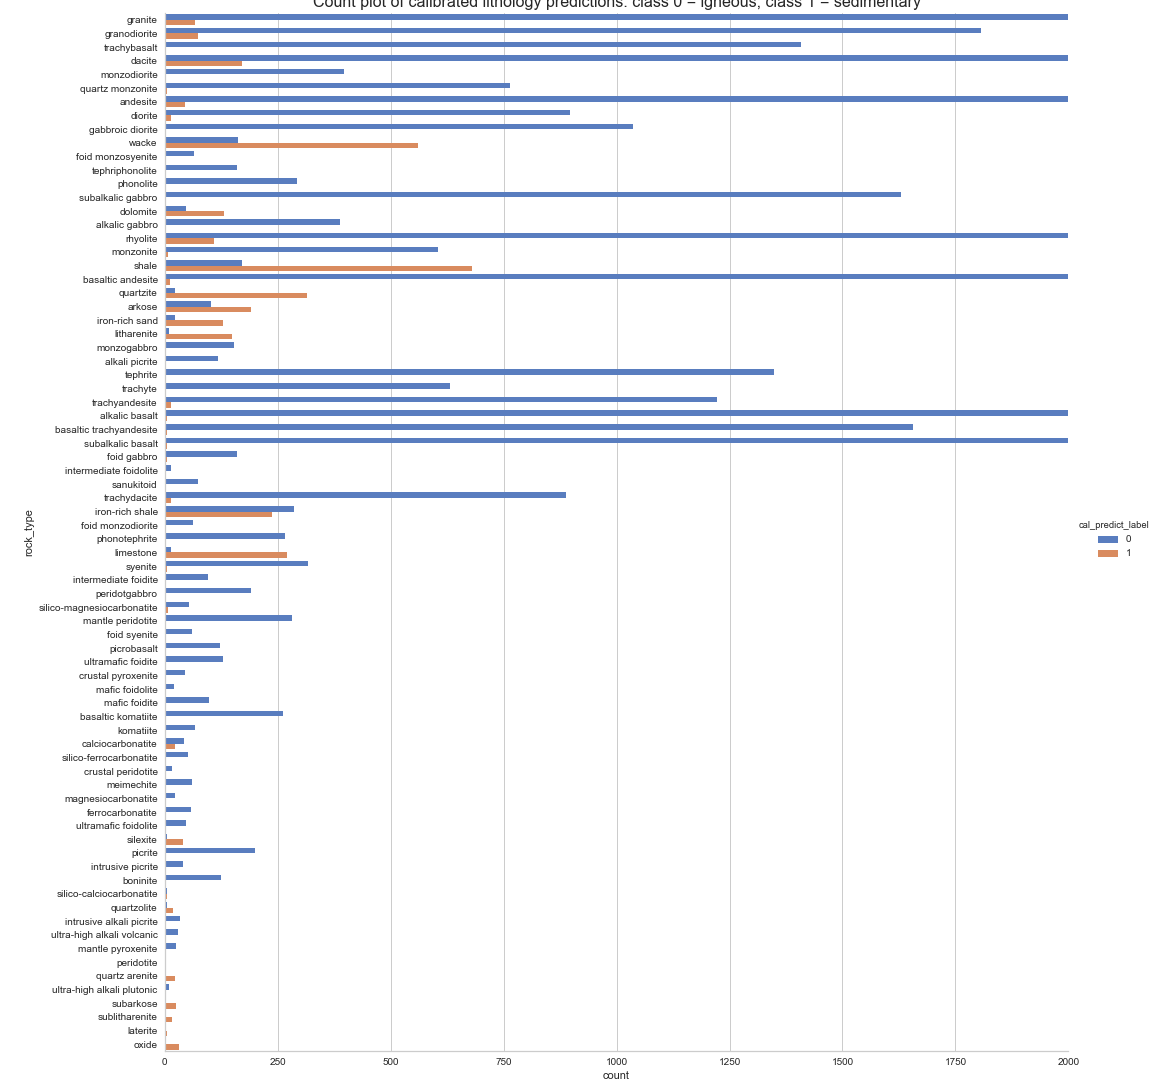 Count plot of calibrated lithology predictions: class 0 = igneous, class 1 = sedimentary
granite
granodiorite
trachybasalt
dacite
monzodiorite
quartz monzonite
andesite
diorite
gabbroic diorite
wacke
foid monzosyenite
tephriphonolite
phonolite
subalkalic gabbro
dolomite
alkalic gabbro
rhyolite
monzonite
shale
basaltic andesite
quartzite
arkose
iron-rich sand
litharenite
monzogabbro
alkali picrite
tephrite
trachyte
trachyandesite
alkalic basalt
basaltic trachyandesite
subalkalic basalt
foid gabbro
intermediate foidolite
sanukitoid
trachydacite
iron-rich shale
foid monzodiorite
phonotephrite
limestone
syenite
intermediate foidite
peridotgabbro
silico-magnesiocarbonatite
mantle peridotite
foid syenite
picrobasalt
ultramafic foidite
crustal pyroxenite
mafic foidolite
mafic foidite
basaltic komatiite
komatiite
calciocarbonatite
silico-ferrocarbonatite
crustal peridotite
meimechite
magnesiocarbonatite
ferrocarbonatite
ultramafic foidolite
silexite
picrite
intrusive picrite
boninite
silico-calciocarbonatite
quartzolite
intrusive alkali picrite
ultra-high alkali volcanic
mantle pyroxenite
peridotite
quartz arenite
ultra-high alkali plutonic
subarkose
sublitharenite
laterite
oxide
rock_type
0 250 500 750 1000 1250 1500 1750 2000
count
cal_predict_label
0
1